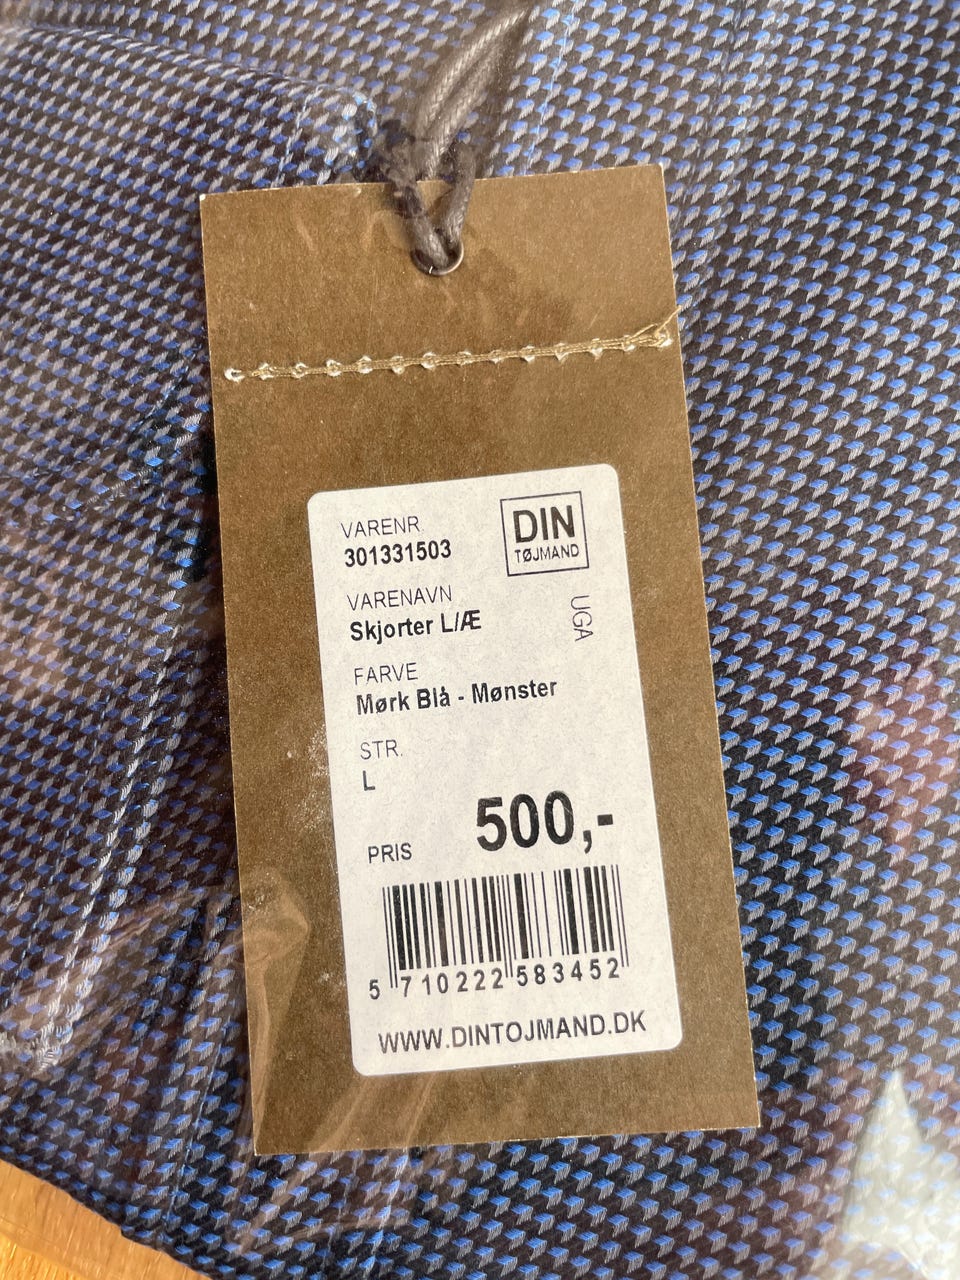 VARENR
301331503
DIN
TØJMAND
VARENAVN
Skjorter L/Æ
UGA
FARVE
Mørk Blå - Mønster
STR.
L
PRIS
500,-
5 710222 583452
WWW.DINTOJMAND.DK